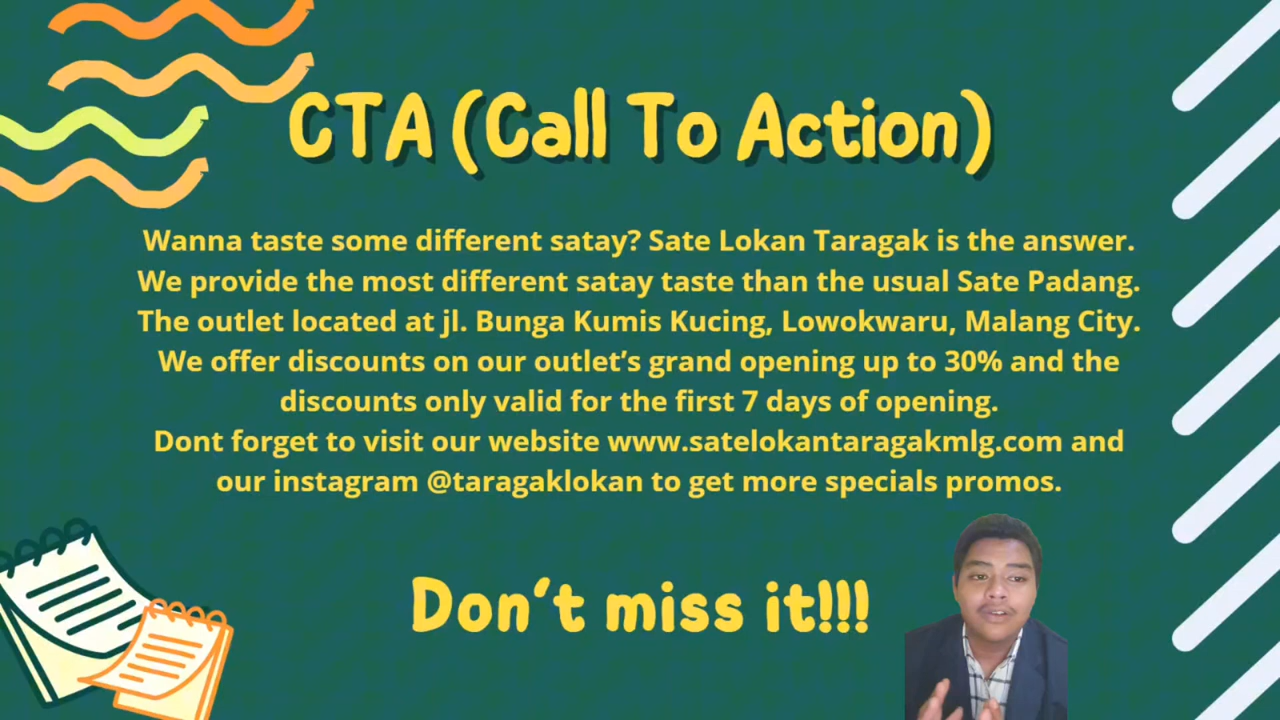 CTA (Call To Action)
Wanna taste some different satay? Sate Lokan Taragak is the answer.
We provide the most different satay taste than the usual Sate Padang.
The outlet located at jl. Bunga Kumis Kucing, Lowokwaru, Malang City.
We offer discounts on our outlet’s grand opening up to 30% and the
discounts only valid for the first 7 days of opening.
Dont forget to visit our website www.satelokantaragakmlg.com and
our instagram @taragaklokan to get more specials promos.
Don’t miss it!!!